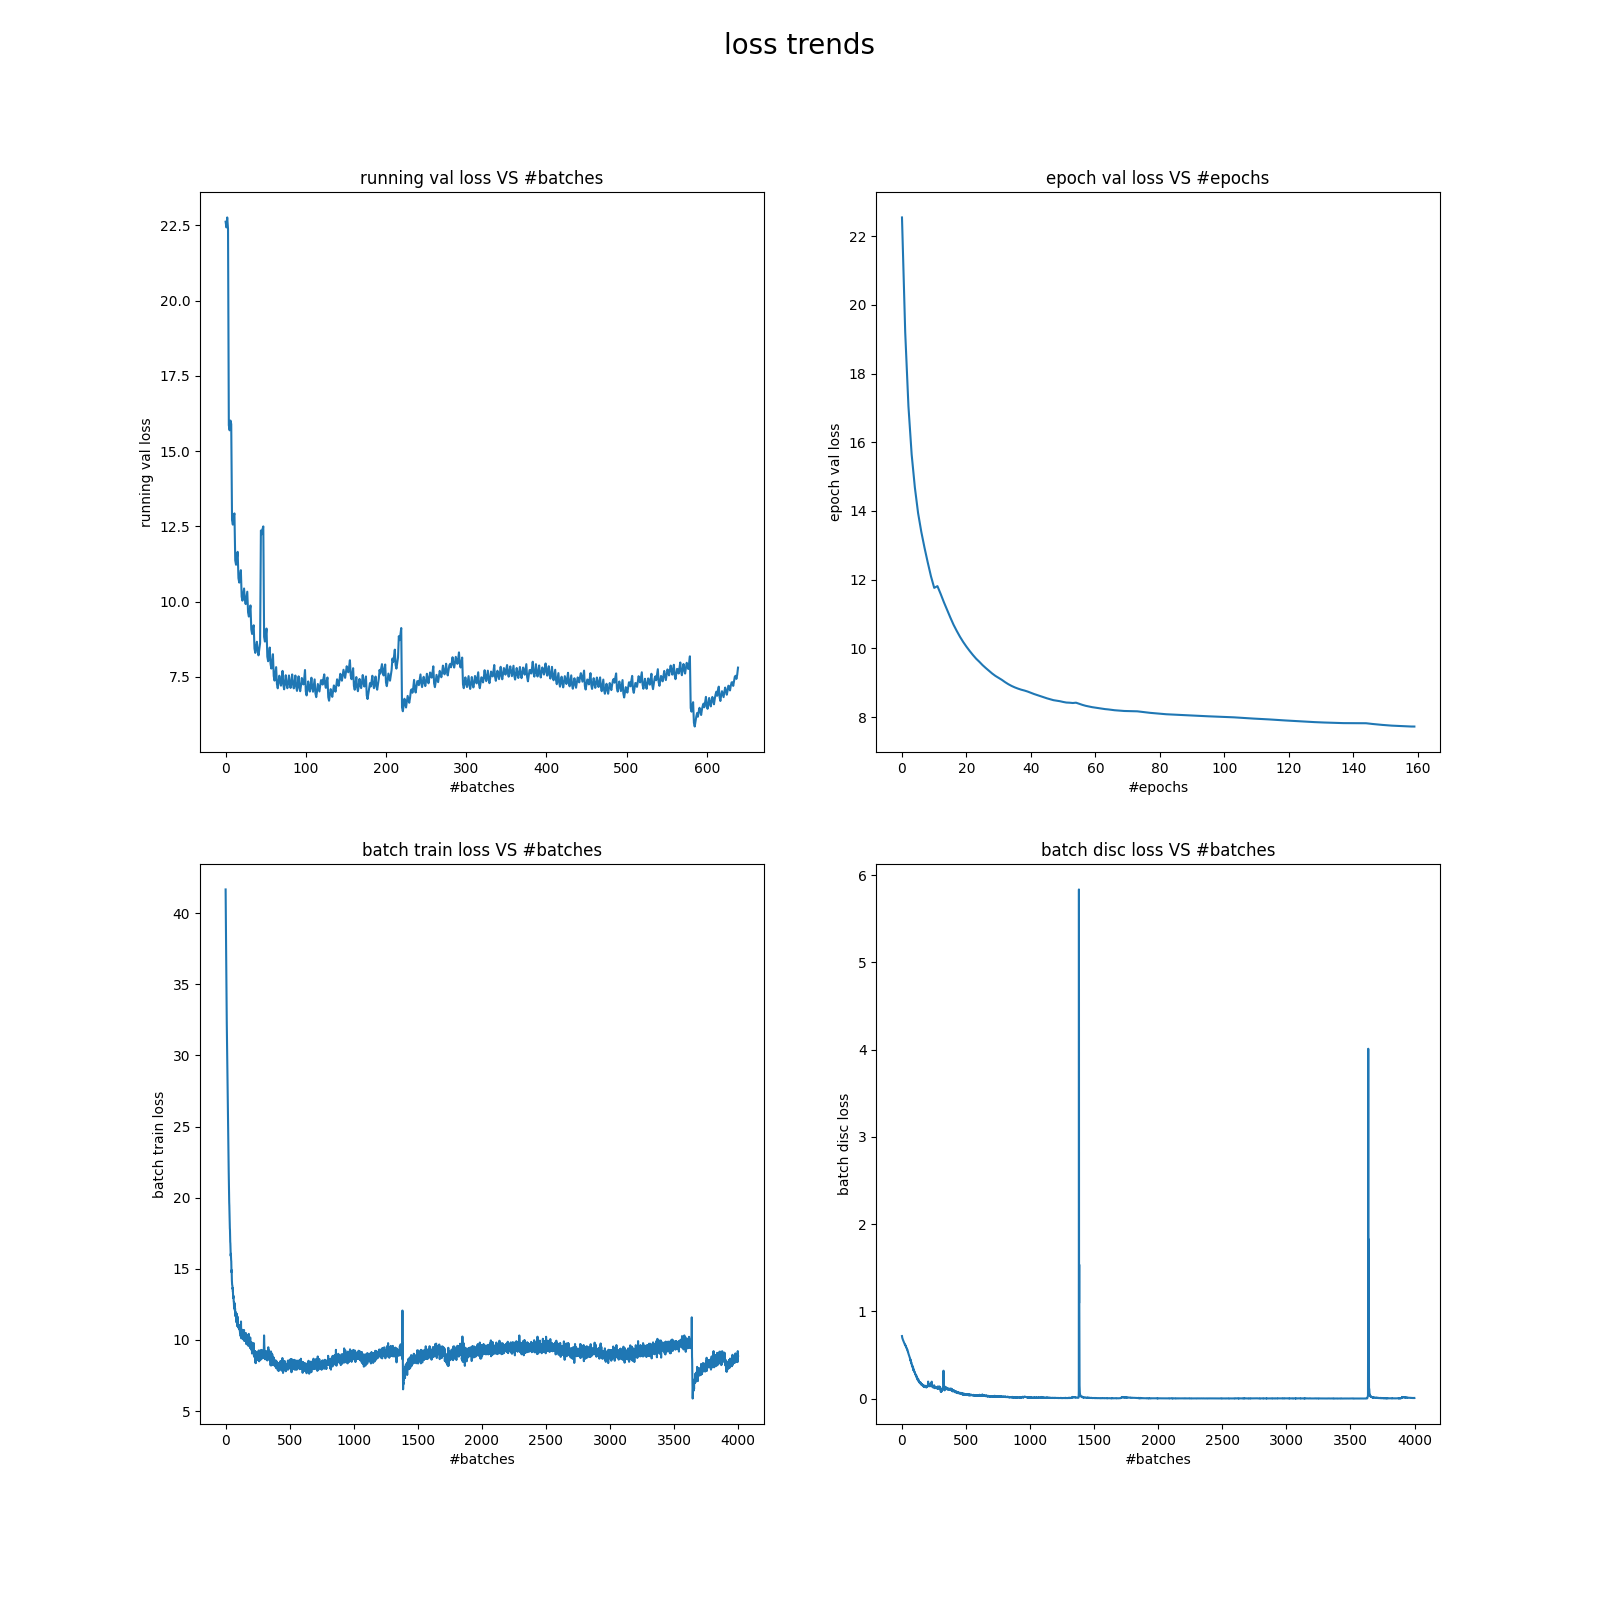 loss trends
running val loss VS #batches
22.5
20.0
17.5
15.0
12.5
10.0
7.5
running val loss
0 100 200 300 400 500 600
#batches
epoch val loss VS #epochs
22
20
18
16
14
12
10
8
epoch val loss
0 20 40 60 80 100 120 140 160
#epochs
batch train loss VS #batches
40
35
30
25
20
15
10
5
batch train loss
0 500 1000 1500 2000 2500 3000 3500 4000
#batches
batch disc loss VS #batches
6
5
4
3
2
1
0
batch disc loss
0 500 1000 1500 2000 2500 3000 3500 4000
#batches